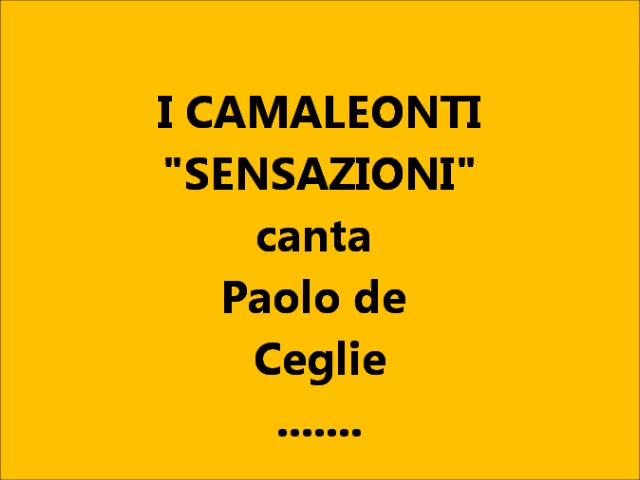 I CAMALEONTI
"SENSAZIONI"
canta
Paolo de
Ceglie
.......